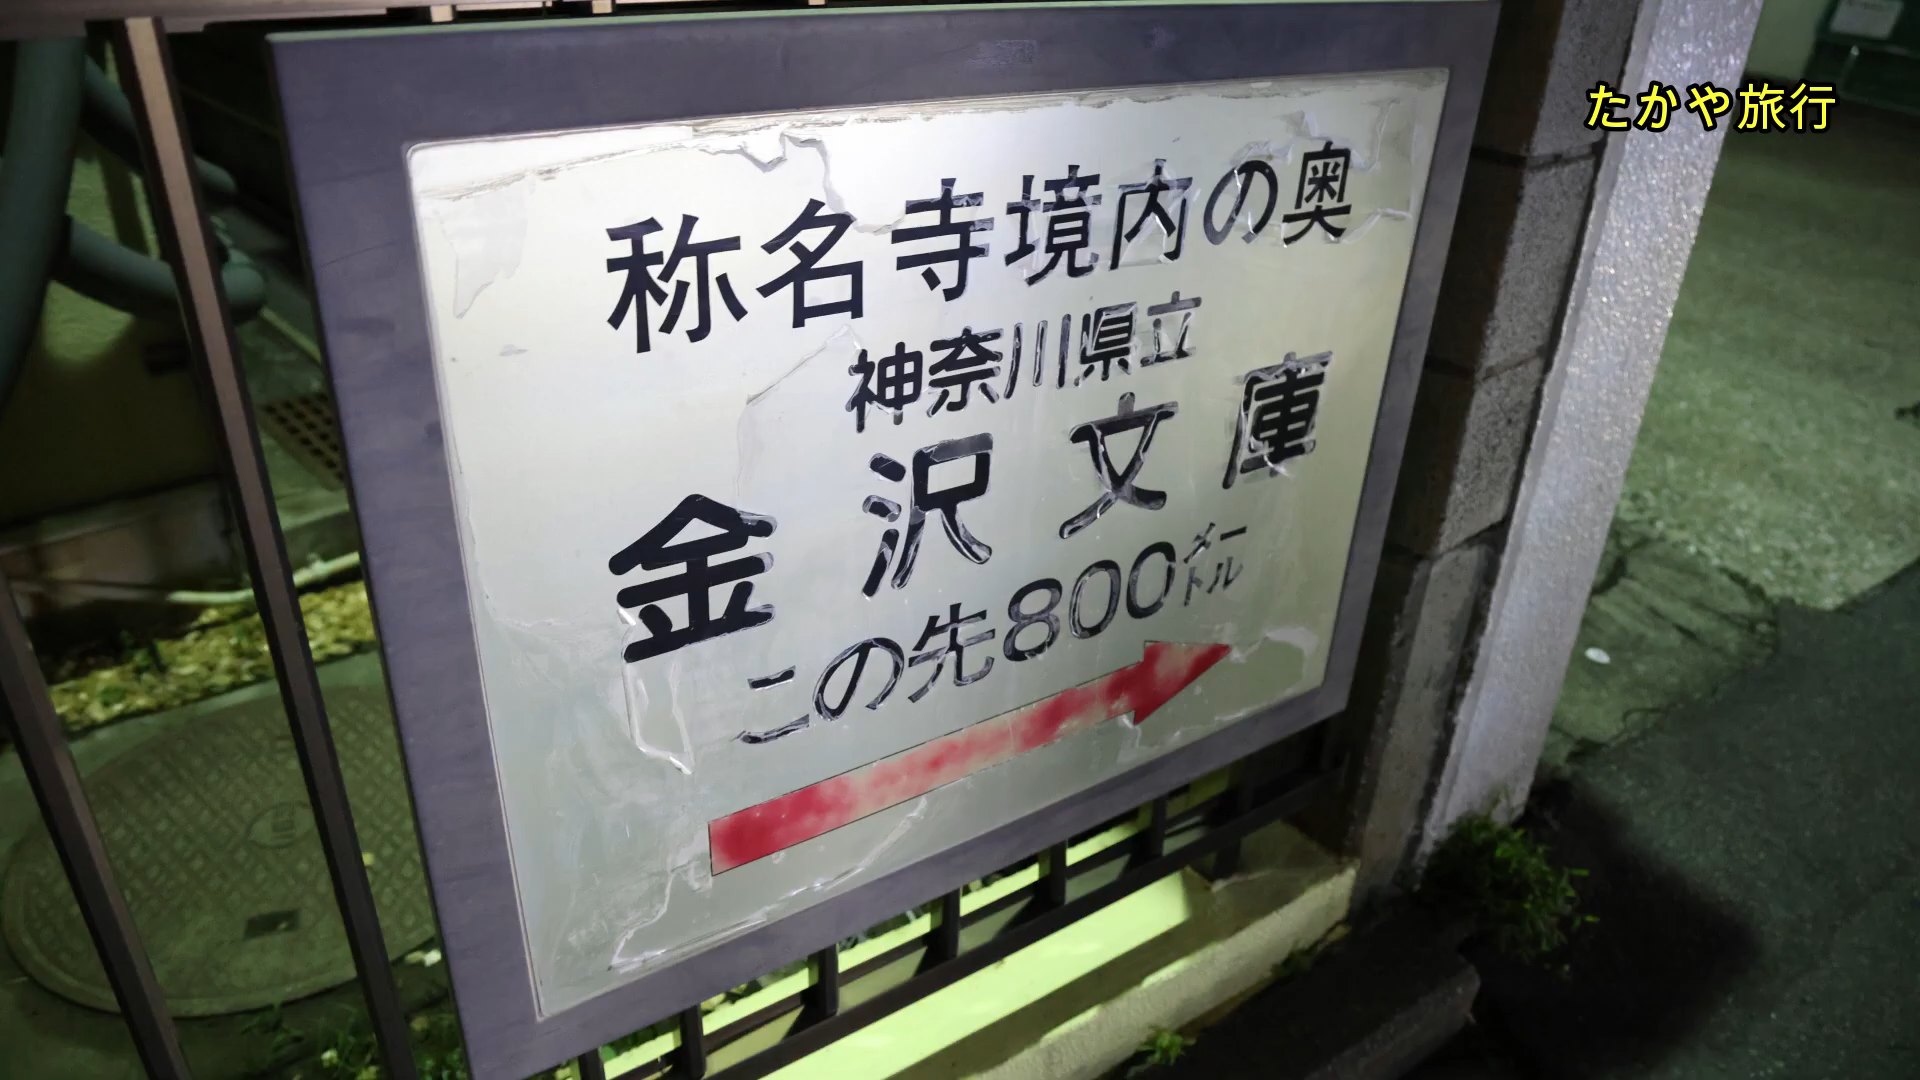 たかや旅行
称名寺境内の奥
神奈川県立
金沢文庫
この先800メートル